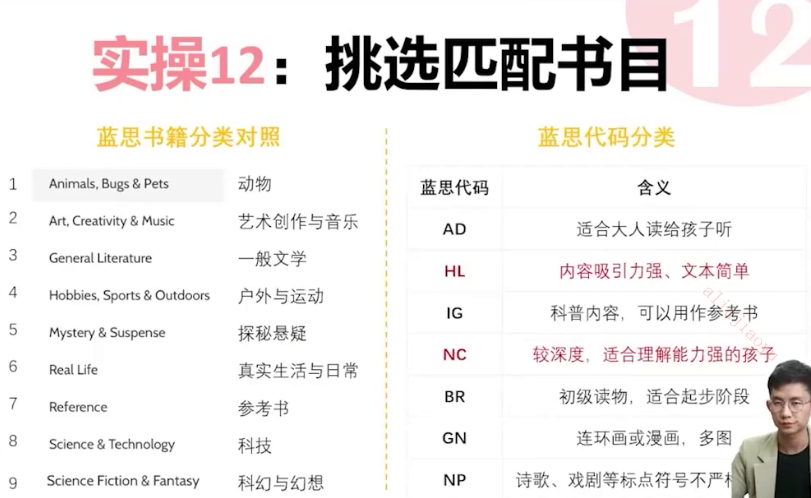 12
实操12：挑选匹配书目
蓝思书籍分类对照
1 Animals, Bugs & Pets 动物
2 Art, Creativity & Music 艺术创作与音乐
3 General Literature 一般文学
4 Hobbies, Sports & Outdoors 户外与运动
5 Mystery & Suspense 探秘悬疑
6 Real Life 真实生活与日常
7 Reference 参考书
8 Science & Technology 科技
9 Science Fiction & Fantasy 科幻与幻想
蓝思代码分类
蓝思代码 含义
AD 适合大人读给孩子听
HL 内容吸引力强、文本简单
IG 科普内容，可以用作参考书
NC 较深度，适合理解能力强的孩子
BR 初级读物，适合起步阶段
GN 连环画或漫画，多图
NP 诗歌、戏剧等标点符号不严